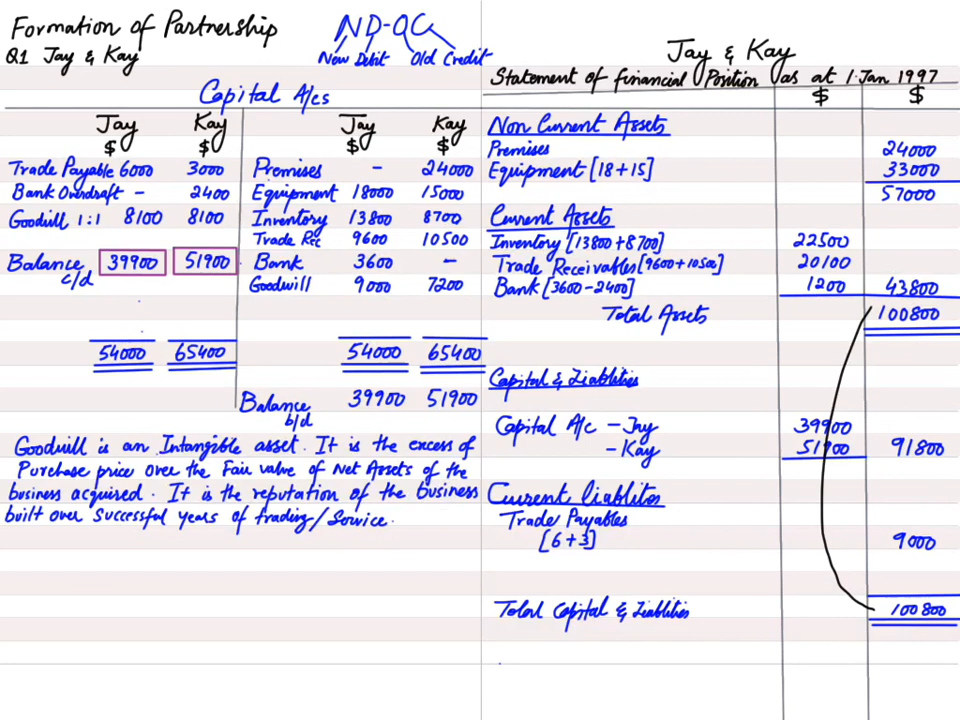 Formation of Partnership
ND-OC
Q1 Jay & Kay
New Debit Old Credit
Capital A/cs
Jay Kay Jay Kay
$ $ $ $
Trade Payable 6000 3000 Premises - 24000
Bank Overdraft - 2400 Equipment 18000 15000
Goodwill 1:1 8100 8100 Inventory 13800 8700
Trade Rec 9600 10500
Balance c/d 39900 51900 Bank 3600 -
Goodwill 9000 7200
54000 65400 54000 65400
Balance b/d 39900 51900
Goodwill is an Intangible asset. It is the excess of
Purchase price over the Fair value of Net Assets of the
business acquired. It is the reputation of the business
built over successful years of trading/Service.
Jay & Kay
Statement of financial Position as at 1 Jan 1997
$ $
Non Current Assets
Premises 24000
Equipment [18+15] 33000
57000
Current Assets
Inventory [13800+8700] 22500
Trade Receivables [9600+10500] 20100
Bank [3600-2400] 1200 43800
Total Assets 100800
Capital & Liablities
Capital A/c - Jay 39900
- Kay 51900 91800
Current liablites
Trade Payables
[6+3] 9000
Total Capital & Liablities 100800